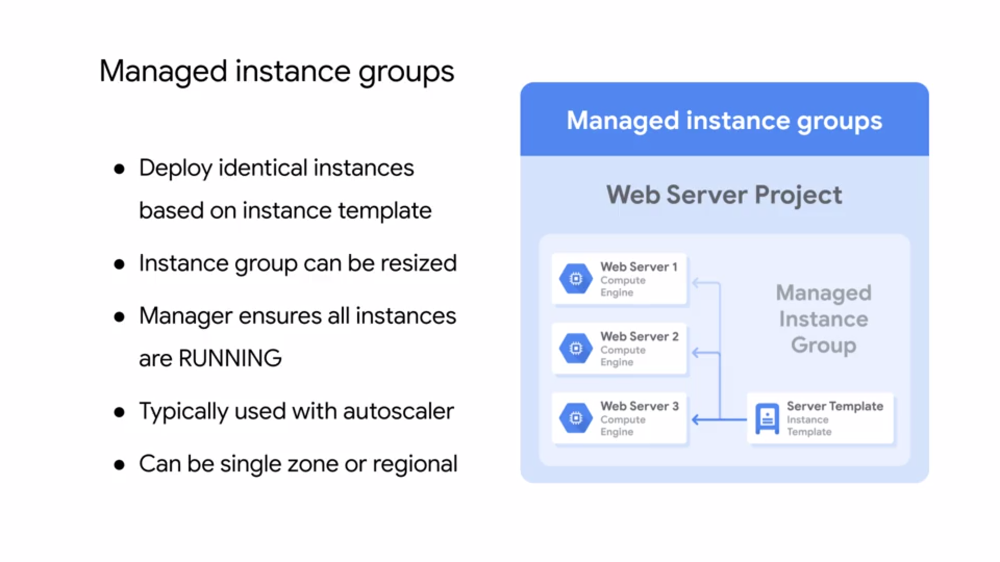 Managed instance groups
● Deploy identical instances
based on instance template
● Instance group can be resized
● Manager ensures all instances
are RUNNING
● Typically used with autoscaler
● Can be single zone or regional
Managed instance groups
Web Server Project
Web Server 1
Compute
Engine
Web Server 2
Compute
Engine
Web Server 3
Compute
Engine
Managed
Instance
Group
Server Template
Instance
Template